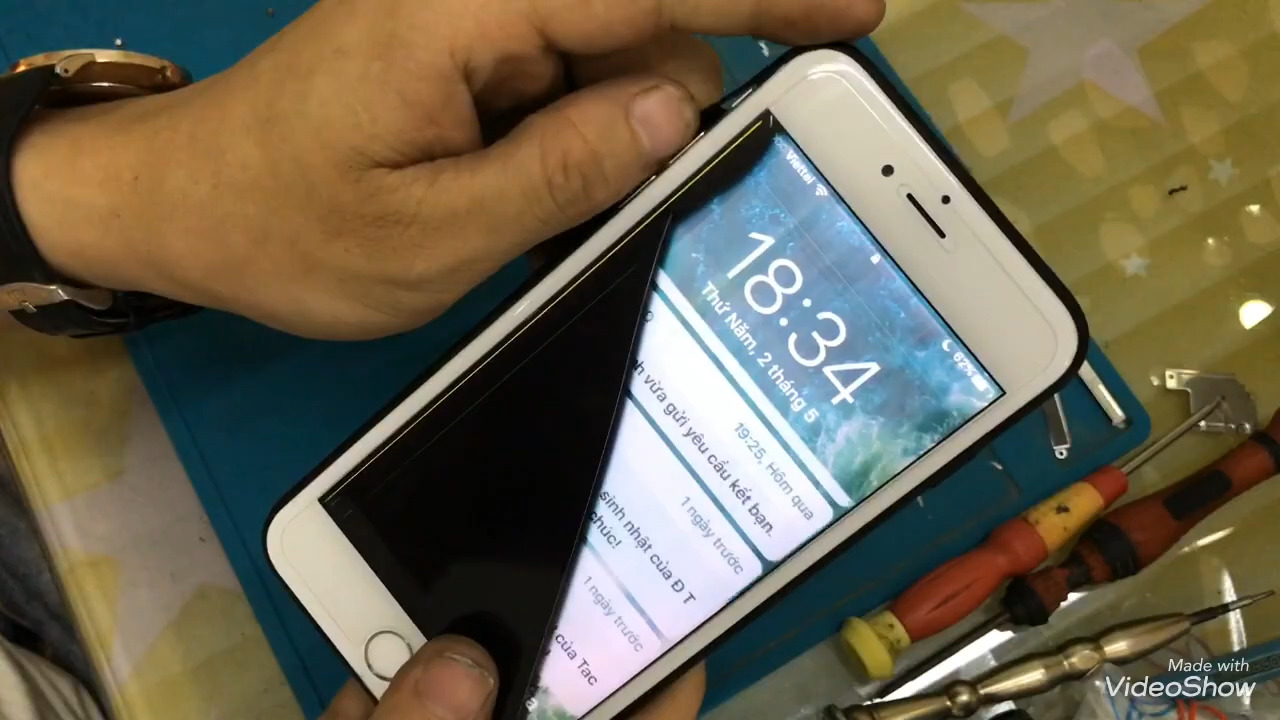 Viettel
62%
18:34
Thứ Năm, 2 tháng 5
19:25, Hôm qua
h vừa gửi yêu cầu kết bạn.
1 ngày trước
sinh nhật của Đ T
chúc!
1 ngày trước
của Tac
Made with
VideoShow